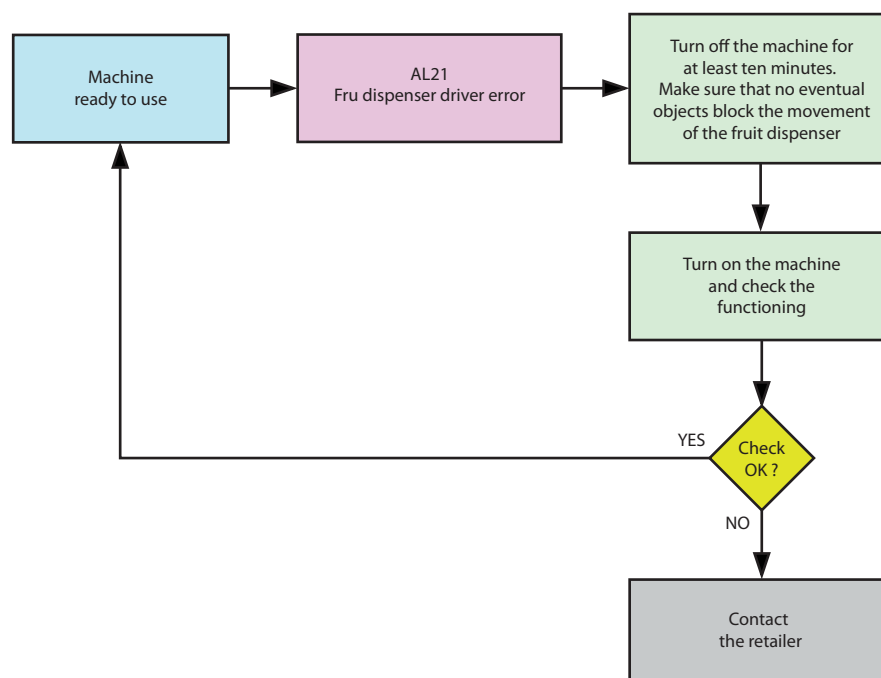 Machine
ready to use
AL21
Fru dispenser driver error
Turn off the machine for
at least ten minutes.
Make sure that no eventual
objects block the movement
of the fruit dispenser
Turn on the machine
and check the
functioning
YES
Check
OK ?
NO
Contact
the retailer